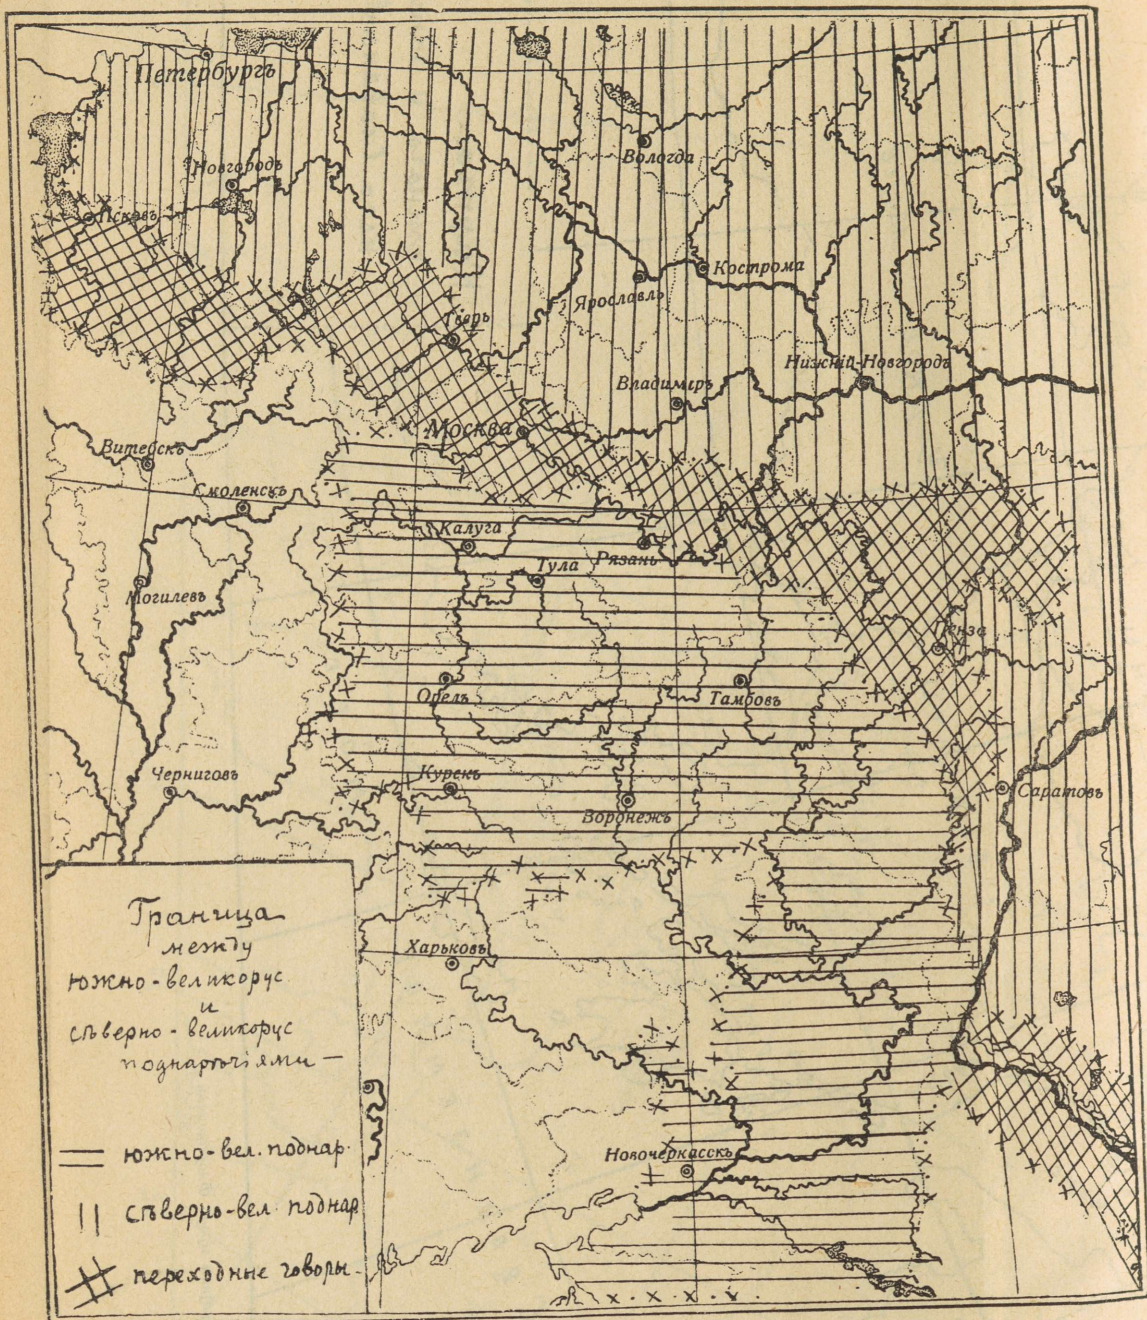 Петербургъ
Новгородъ
Псковъ
Вологда
Кострома
Ярославль
Тверь
Нижній-Новгородъ
Владиміръ
Москва
Витебскъ
Смоленскъ
Калуга
Рязань
Тула
Могилевъ
Пенза
Орелъ
Тамбовъ
Черниговъ
Курскъ
Воронежъ
Саратовъ
Харьковъ
Новочеркасскъ
Граница
между
южно-великорус
и
сѣверно-великорус
поднарѣчіями —
южно-вел. поднар.
сѣверно-вел. поднар
переходные говоры.